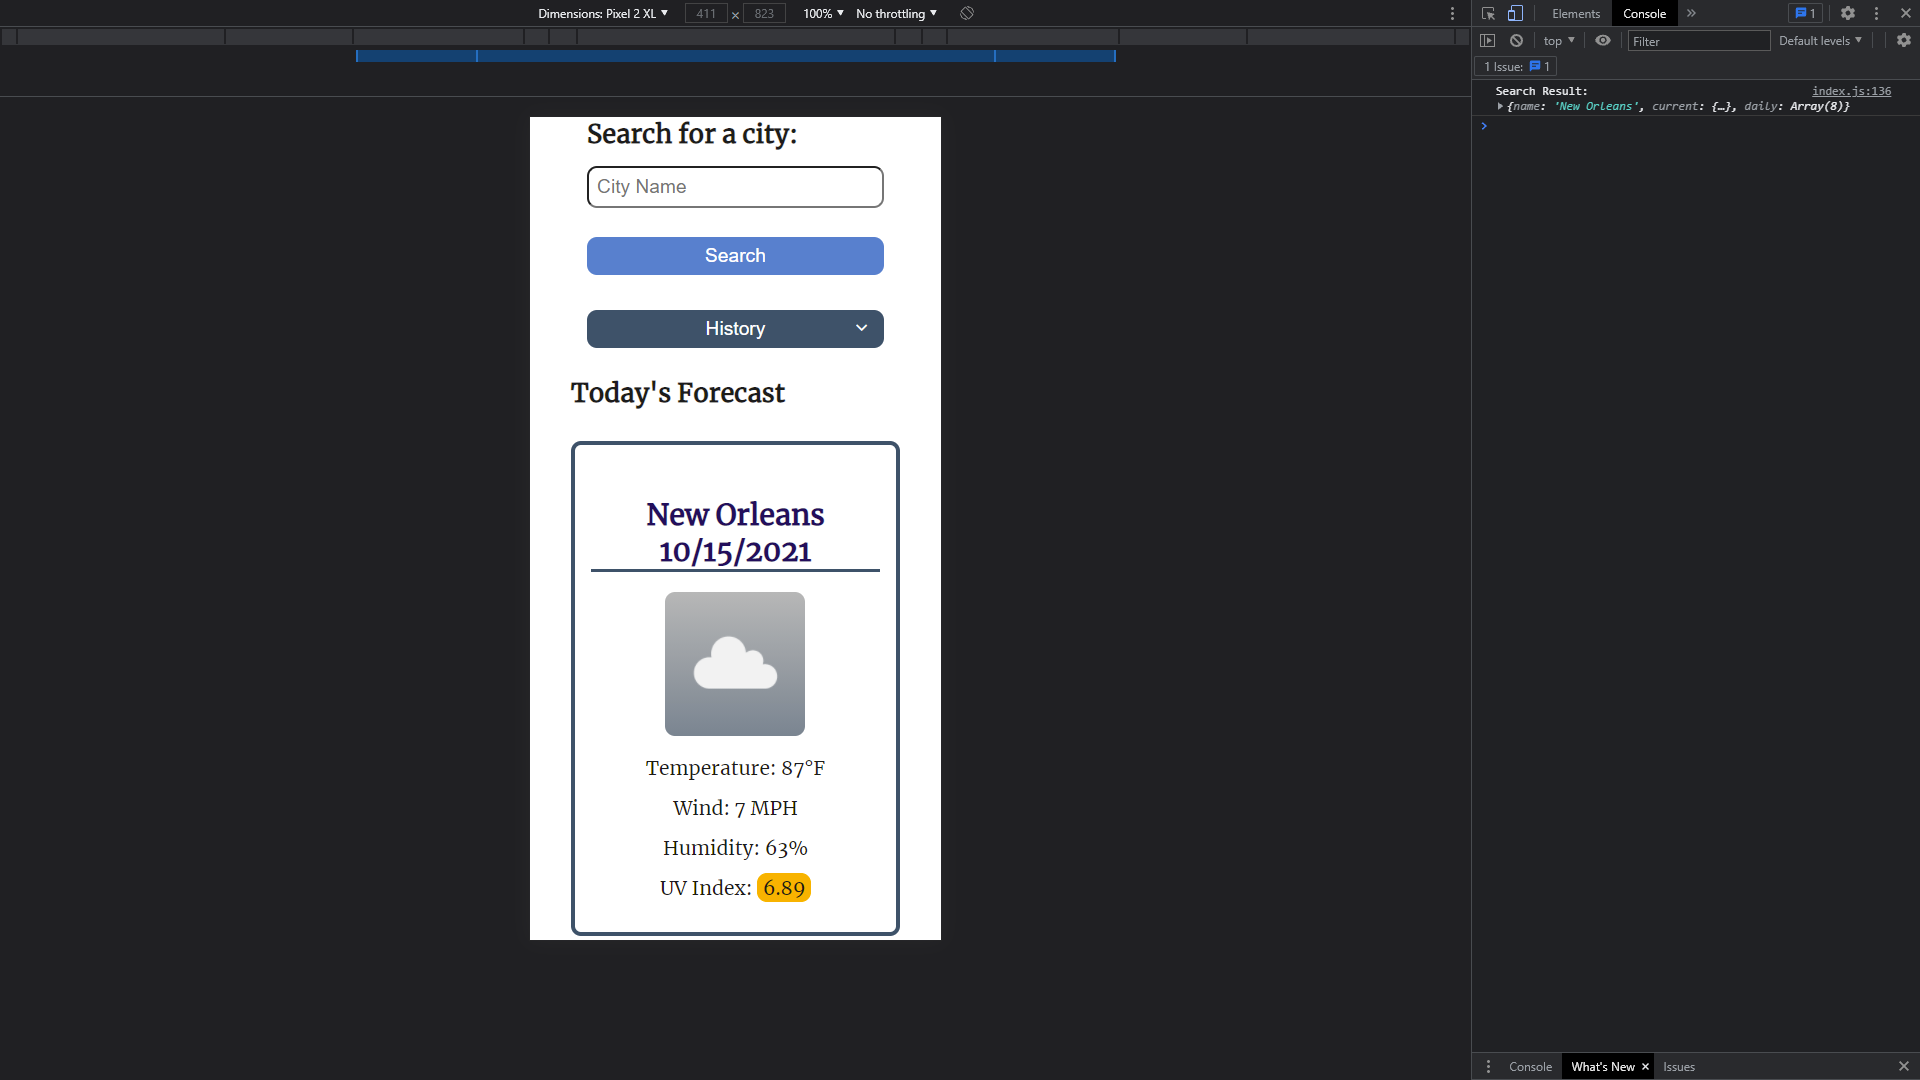 Dimensions: Pixel 2 XL 411 × 823 100% No throttling
Elements Console 1
top Filter Default levels
1 Issue: 1
Search Result: index.js:136
{name: 'New Orleans', current: {…}, daily: Array(8)}
Search for a city:
City Name
Search
History
Today's Forecast
New Orleans
10/15/2021
Temperature: 87°F
Wind: 7 MPH
Humidity: 63%
UV Index: 6.89
Console What's New Issues